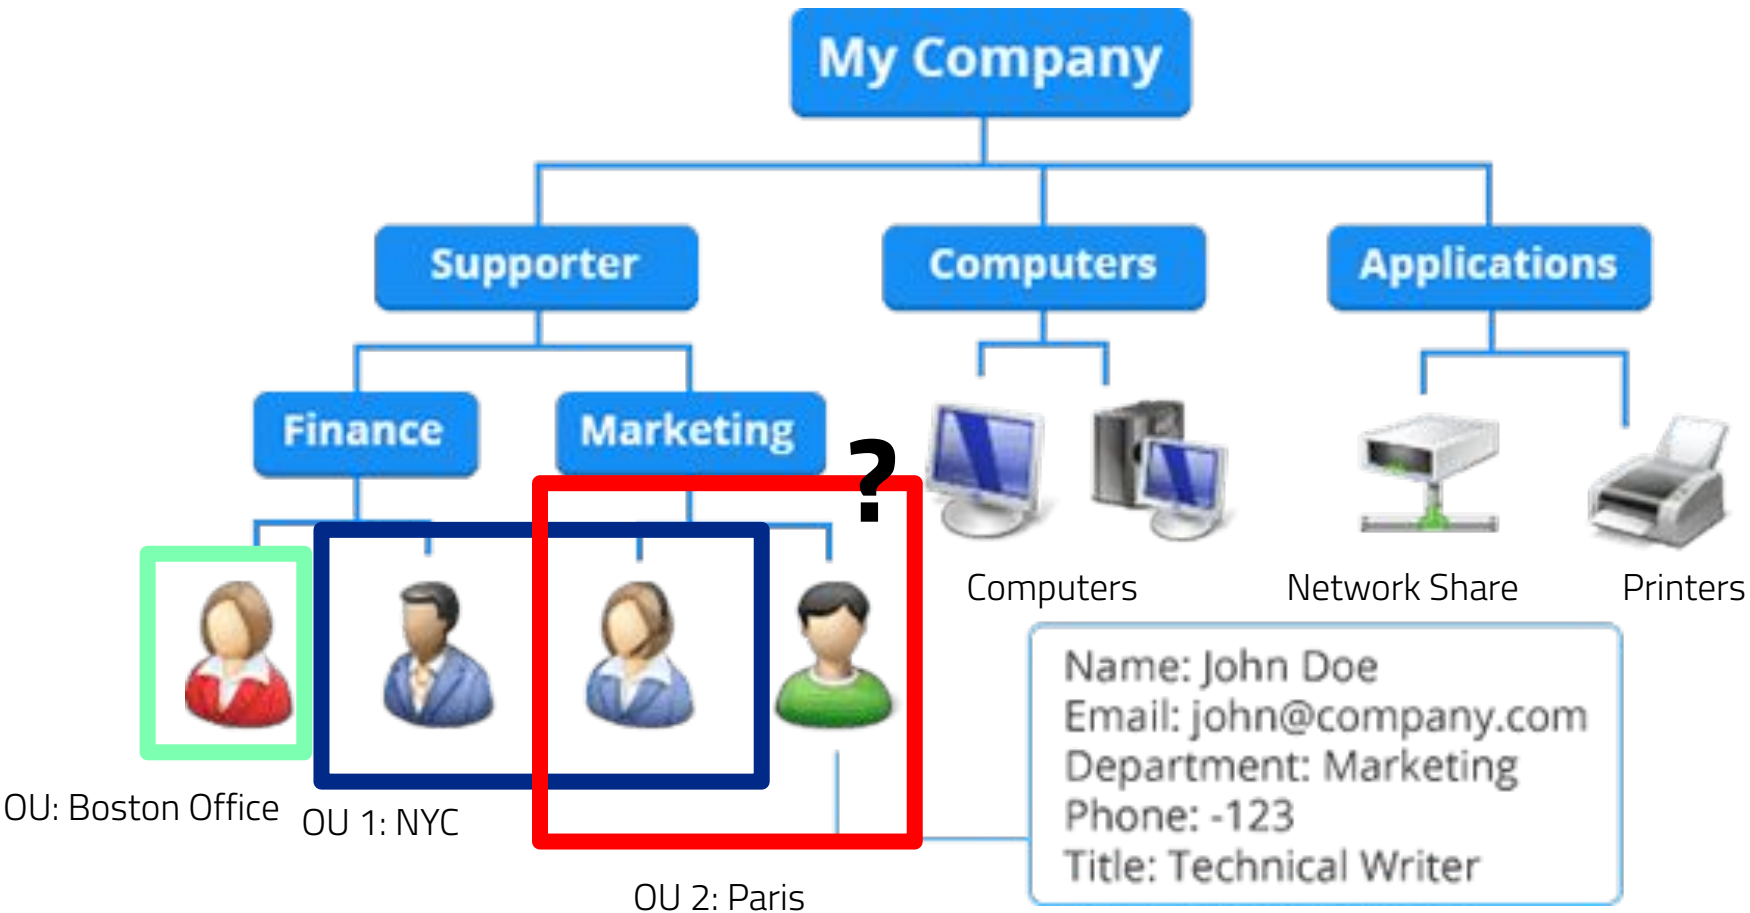 My Company
Supporter
Computers
Applications
Finance
Marketing
?
Computers
Network Share
Printers
Name: John Doe
Email: john@company.com
Department: Marketing
Phone: -123
Title: Technical Writer
OU: Boston Office
OU 1: NYC
OU 2: Paris